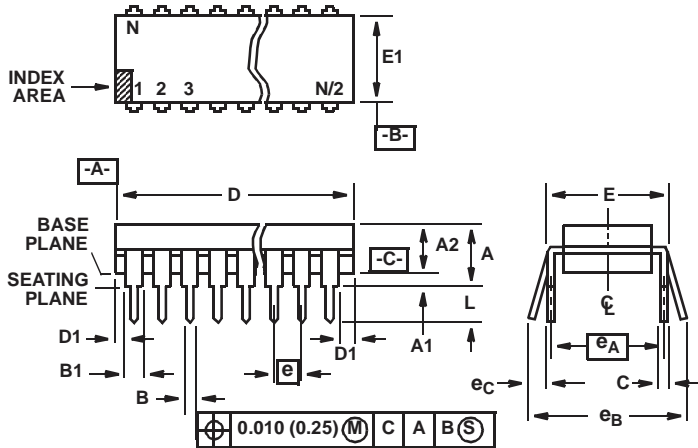 N
E1
INDEX
AREA
1 2 3 N/2
-B-
-A-
D
E
BASE
PLANE
A2 A
-C-
SEATING
PLANE
L
D1 A1 D1
B1 e eA
B eC C
eB
0.010 (0.25) M C A B S
CL